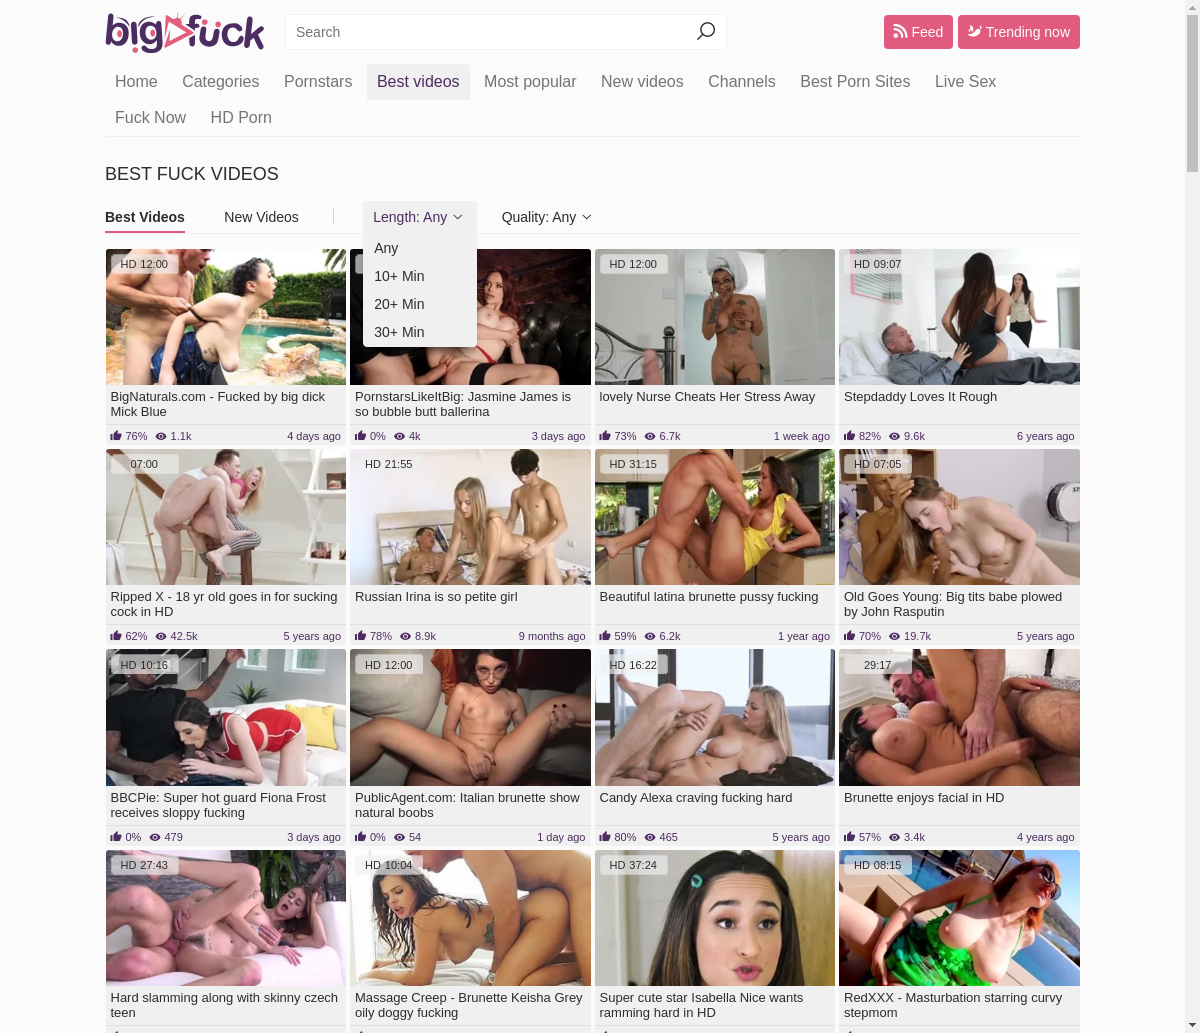 big fuck
Search
Feed
Trending now
Home
Categories
Pornstars
Best videos
Most popular
New videos
Channels
Best Porn Sites
Live Sex
Fuck Now
HD Porn
BEST FUCK VIDEOS
Best Videos
New Videos
Length: Any
Quality: Any
Any
10+ Min
20+ Min
30+ Min
HD 12:00
BigNaturals.com - Fucked by big dick
Mick Blue
76% 1.1k 4 days ago
PornstarsLikeItBig: Jasmine James is
so bubble butt ballerina
0% 4k 3 days ago
HD 12:00
lovely Nurse Cheats Her Stress Away
73% 6.7k 1 week ago
HD 09:07
Stepdaddy Loves It Rough
82% 9.6k 6 years ago
07:00
Ripped X - 18 yr old goes in for sucking
cock in HD
62% 42.5k 5 years ago
HD 21:55
Russian Irina is so petite girl
78% 8.9k 9 months ago
HD 31:15
Beautiful latina brunette pussy fucking
59% 6.2k 1 year ago
HD 07:05
Old Goes Young: Big tits babe plowed
by John Rasputin
70% 19.7k 5 years ago
HD 10:16
BBCPie: Super hot guard Fiona Frost
receives sloppy fucking
0% 479 3 days ago
HD 12:00
PublicAgent.com: Italian brunette show
natural boobs
0% 54 1 day ago
HD 16:22
Candy Alexa craving fucking hard
80% 465 5 years ago
29:17
Brunette enjoys facial in HD
57% 3.4k 4 years ago
HD 27:43
Hard slamming along with skinny czech
teen
HD 10:04
Massage Creep - Brunette Keisha Grey
oily doggy fucking
HD 37:24
Super cute star Isabella Nice wants
ramming hard in HD
HD 08:15
RedXXX - Masturbation starring curvy
stepmom